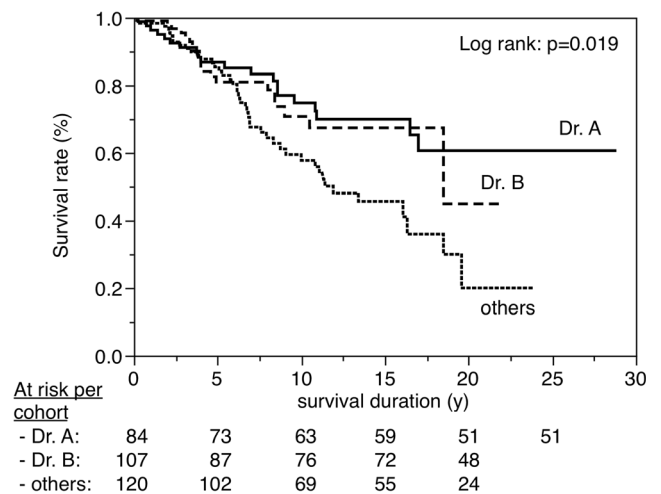 1.0
Log rank: p=0.019
0.8
Dr. A
0.6
Dr. B
Survival rate (%)
0.4
others
0.2
0.0
0 5 10 15 20 25 30
survival duration (y)
At risk per
cohort
- Dr. A: 84 73 63 59 51 51
- Dr. B: 107 87 76 72 48
- others: 120 102 69 55 24